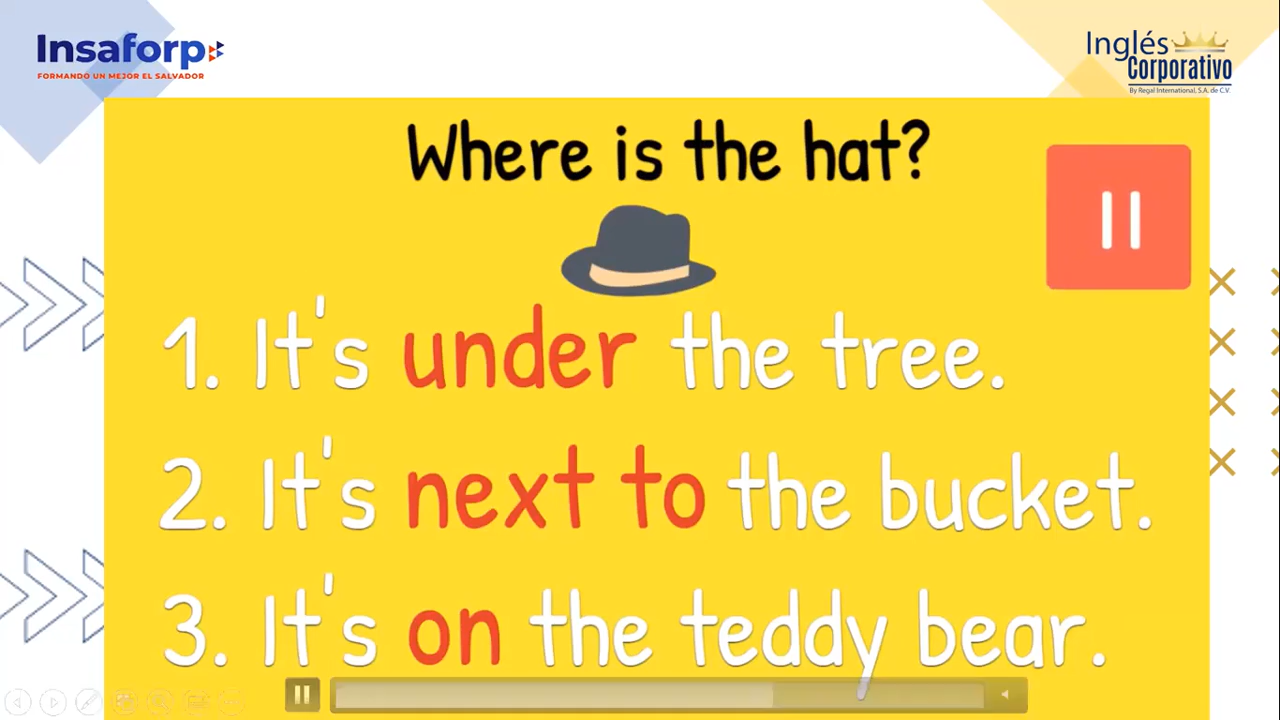 Insaforp
FORMANDO UN MEJOR EL SALVADOR
Inglés
Corporativo
By Regal International, S.A. de C.V.
Where is the hat?
1. It's under the tree.
2. It's next to the bucket.
3. It's on the teddy bear.